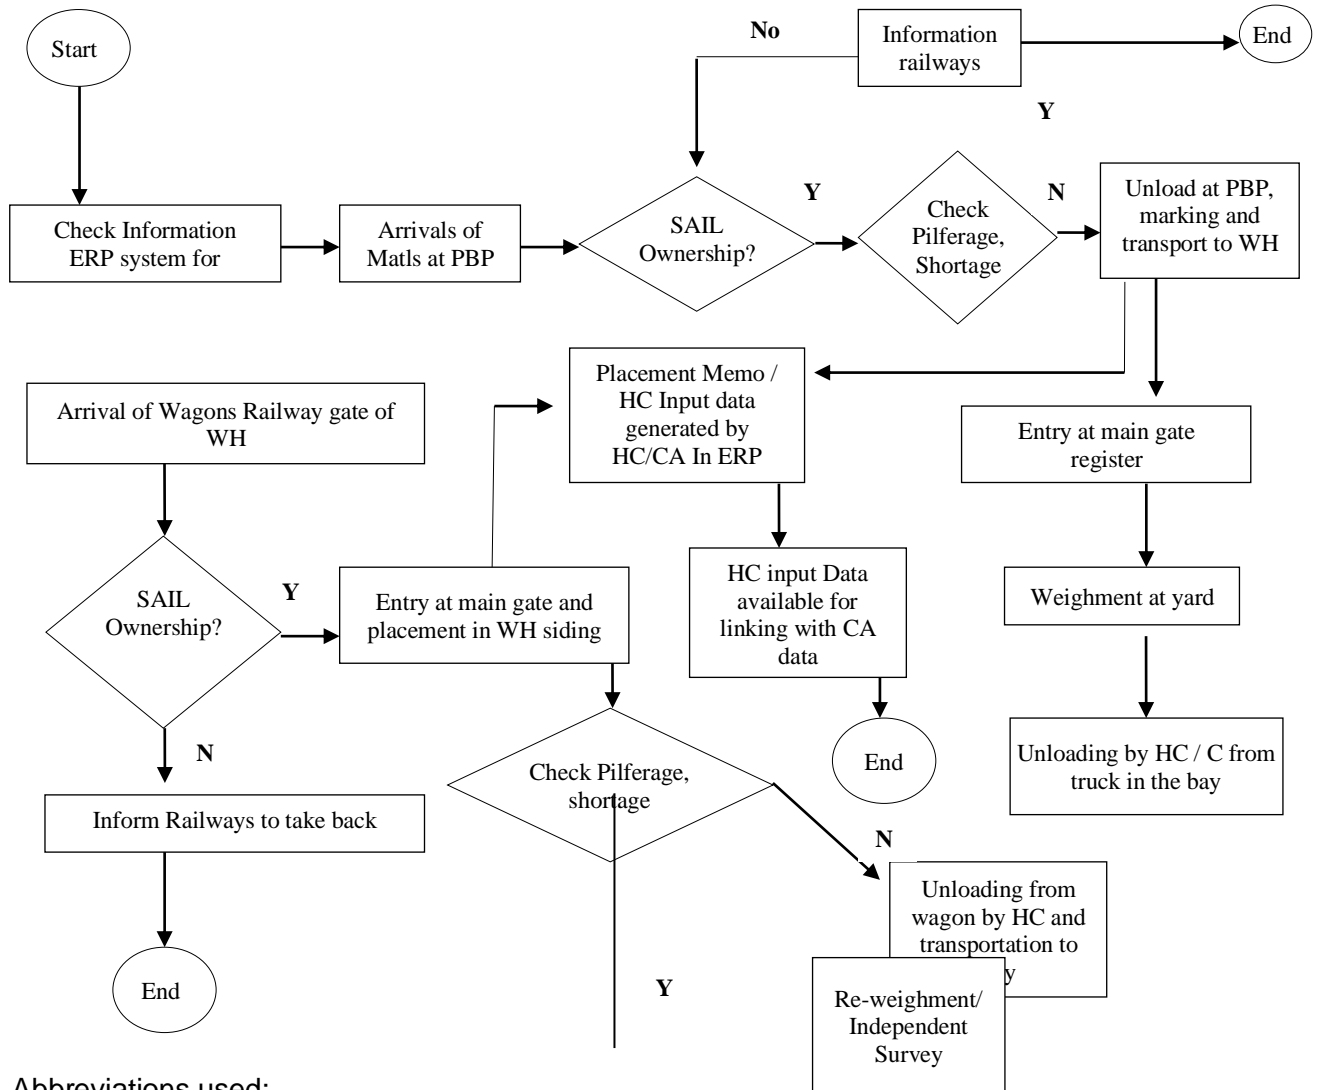 Start
No
Information
railways
End
Y
Check Information
ERP system for
Arrivals of
Matls at PBP
SAIL
Ownership?
Y
Check
Pilferage,
Shortage
N
Unload at PBP,
marking and
transport to WH
Arrival of Wagons Railway gate of
WH
Placement Memo /
HC Input data
generated by
HC/CA In ERP
Entry at main gate
register
SAIL
Ownership?
Y
Entry at main gate and
placement in WH siding
HC input Data
available for
linking with CA
data
Weighment at yard
N
Check Pilferage,
shortage
End
Unloading by HC / C from
truck in the bay
Inform Railways to take back
N
Unloading from
wagon by HC and
transportation to
y
End
Y
Re-weighment/
Independent
Survey
Abbreviations used: